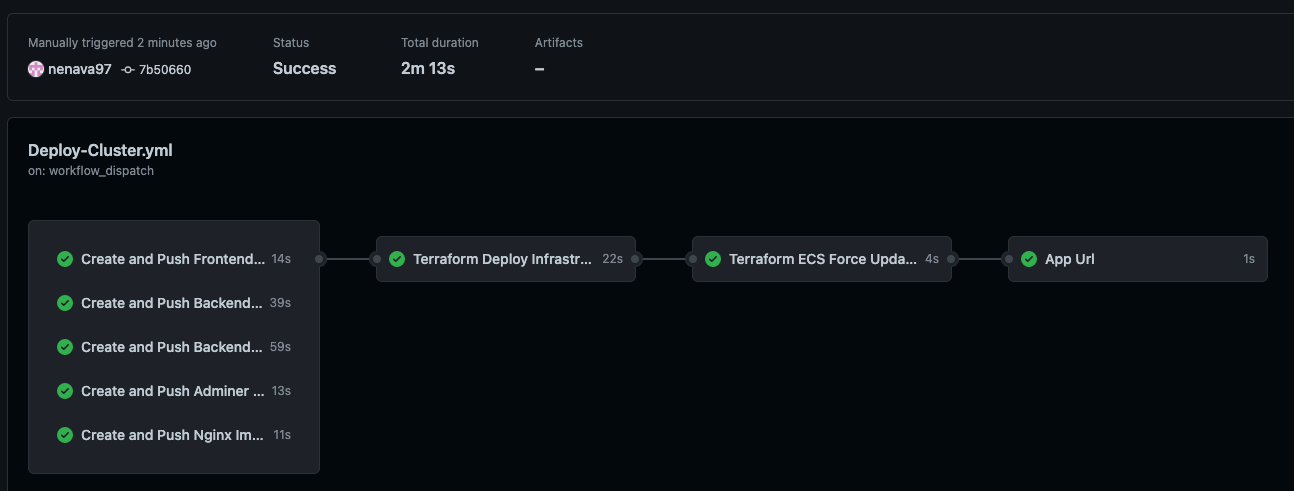 Manually triggered 2 minutes ago
nenava97 7b50660
Status
Success
Total duration
2m 13s
Artifacts
–
Deploy-Cluster.yml
on: workflow_dispatch
Create and Push Frontend... 14s
Create and Push Backend... 39s
Create and Push Backend... 59s
Create and Push Adminer ... 13s
Create and Push Nginx Im... 11s
Terraform Deploy Infrastr... 22s
Terraform ECS Force Upda... 4s
App Url 1s